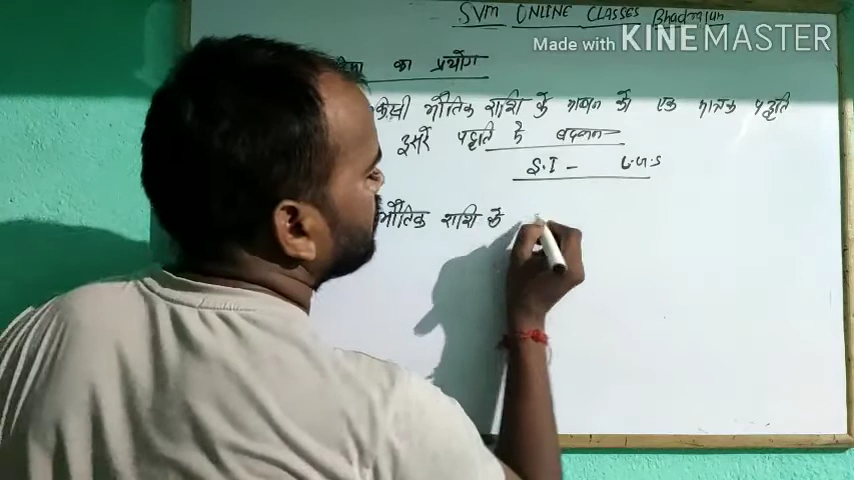 SVM ONLINE CLASSES Bhadrajun
Made with KINEMASTER
का प्रयोग
किसी भौतिक राशि के मापन को एक मात्रक पद्धति
दूसरे पद्धति में बदलना
S.I - C.G.S
भौतिक राशि के